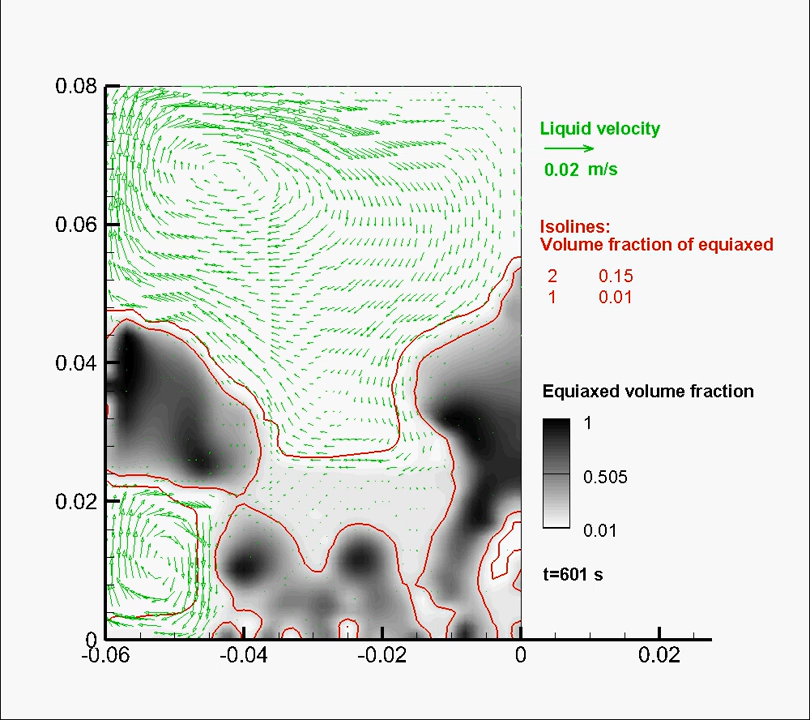 0.08
Liquid velocity
0.02 m/s
0.06
Isolines:
Volume fraction of equiaxed
2 0.15
1 0.01
0.04
Equiaxed volume fraction
1
0.505
0.02
0.01
t=601 s
0
-0.06 -0.04 -0.02 0 0.02